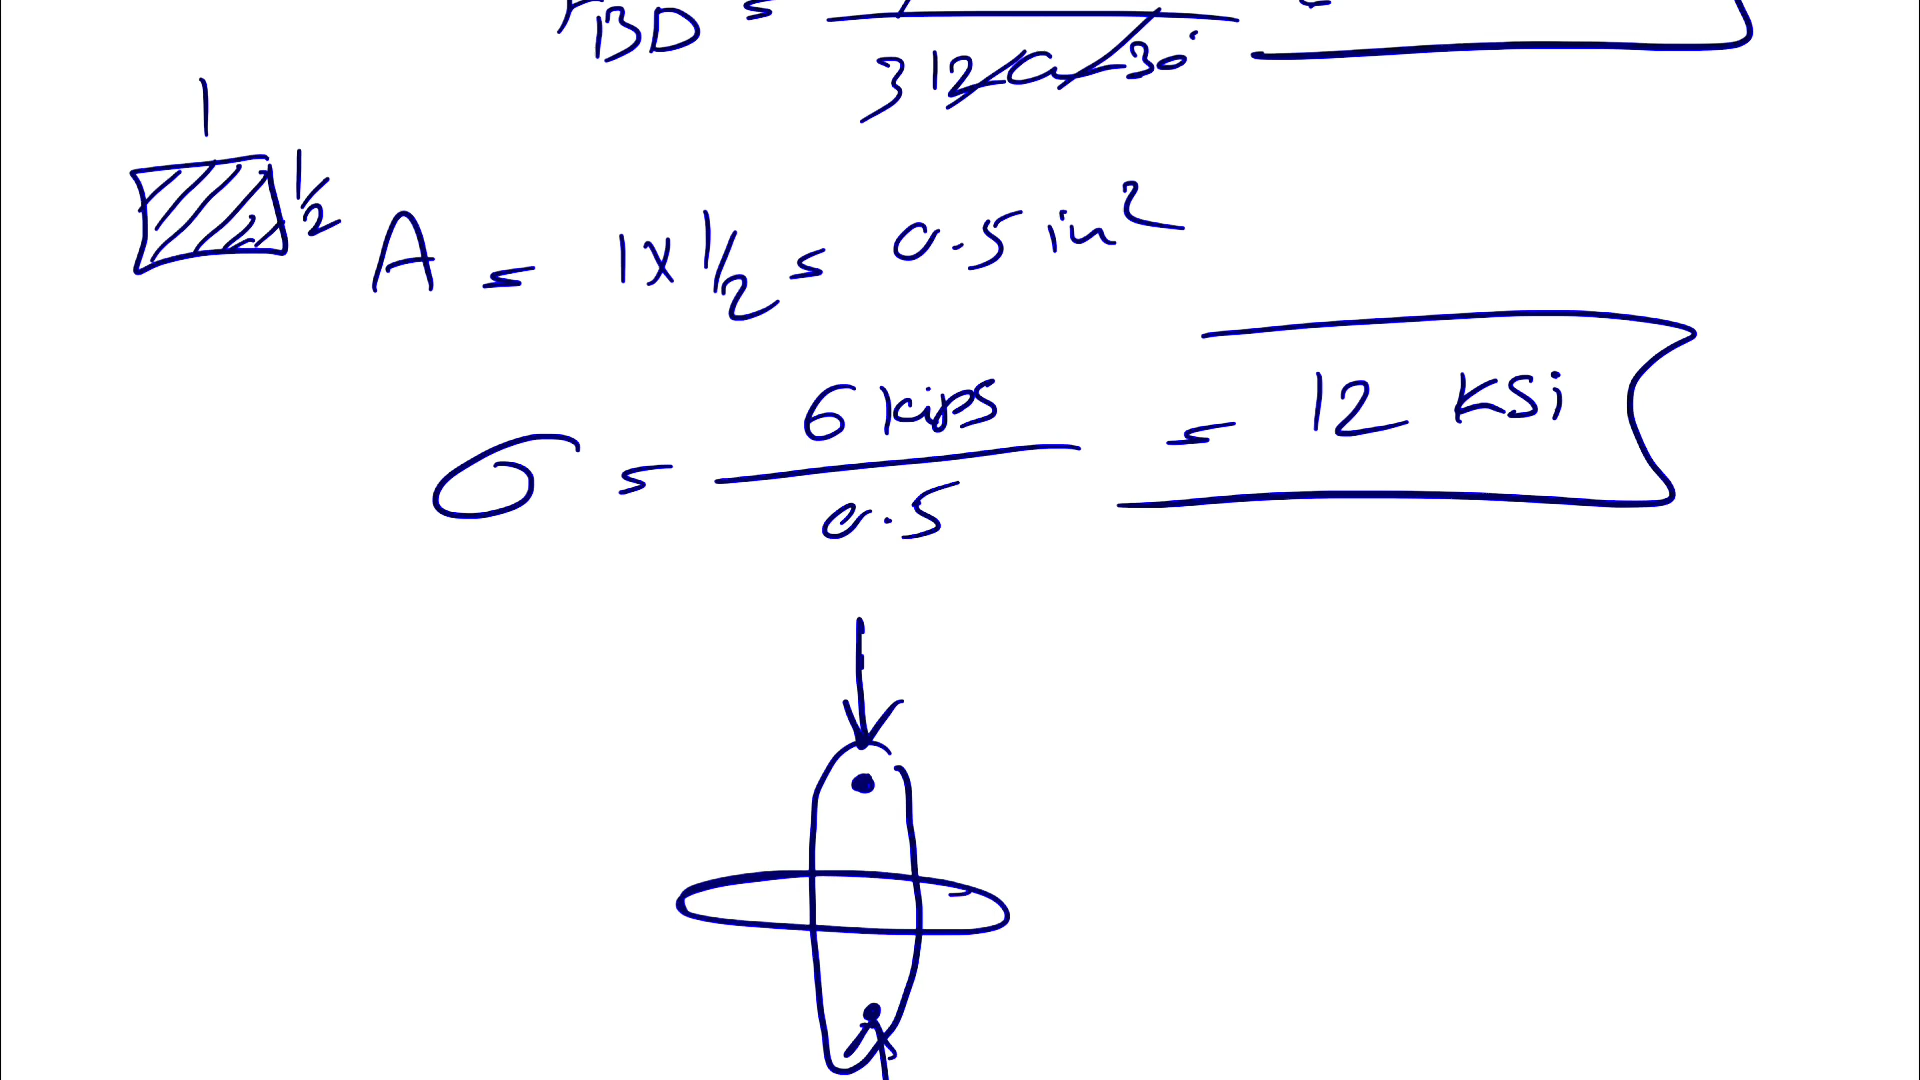 F_BD =
3 12 cos 30°
1
1/2
A = 1 x 1/2 = 0.5 in²
σ = 6 kips / 0.5 = 12 ksi